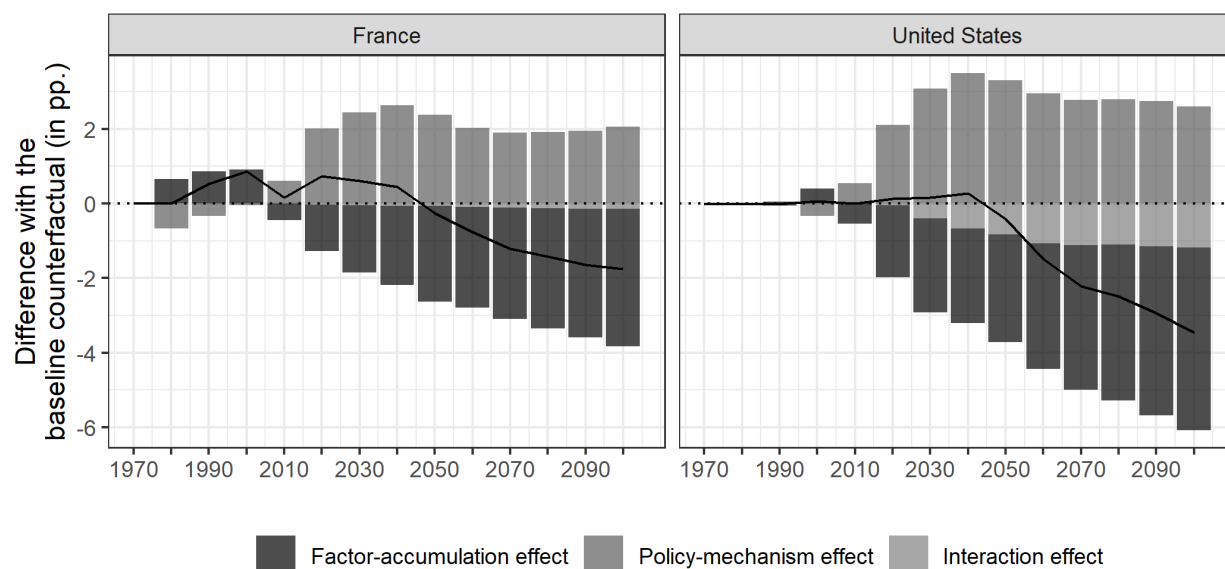 France
United States
Difference with the
baseline counterfactual (in pp.)
2
0
-2
-4
-6
1970 1990 2010 2030 2050 2070 2090
1970 1990 2010 2030 2050 2070 2090
Factor-accumulation effect Policy-mechanism effect Interaction effect